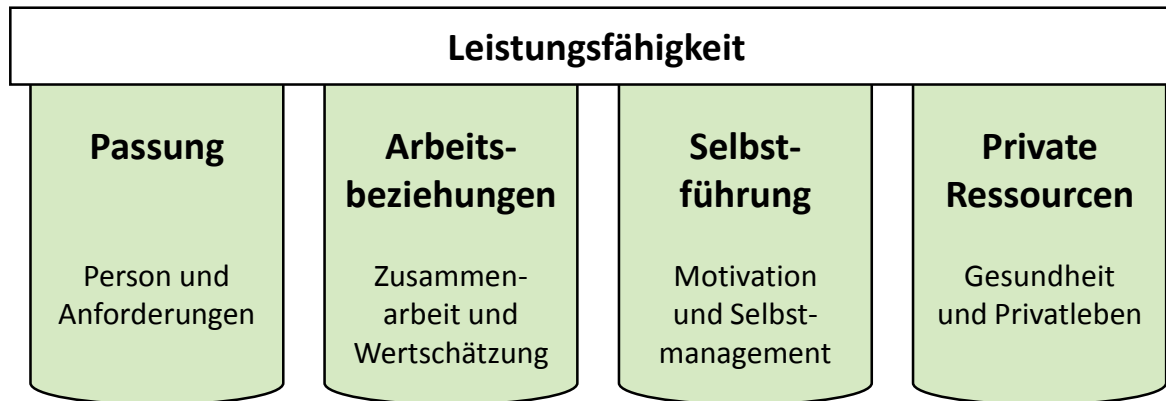 Leistungsfähigkeit
Passung
Person und
Anforderungen
Arbeits-
beziehungen
Zusammen-
arbeit und
Wertschätzung
Selbst-
führung
Motivation
und Selbst-
management
Private
Ressourcen
Gesundheit
und Privatleben